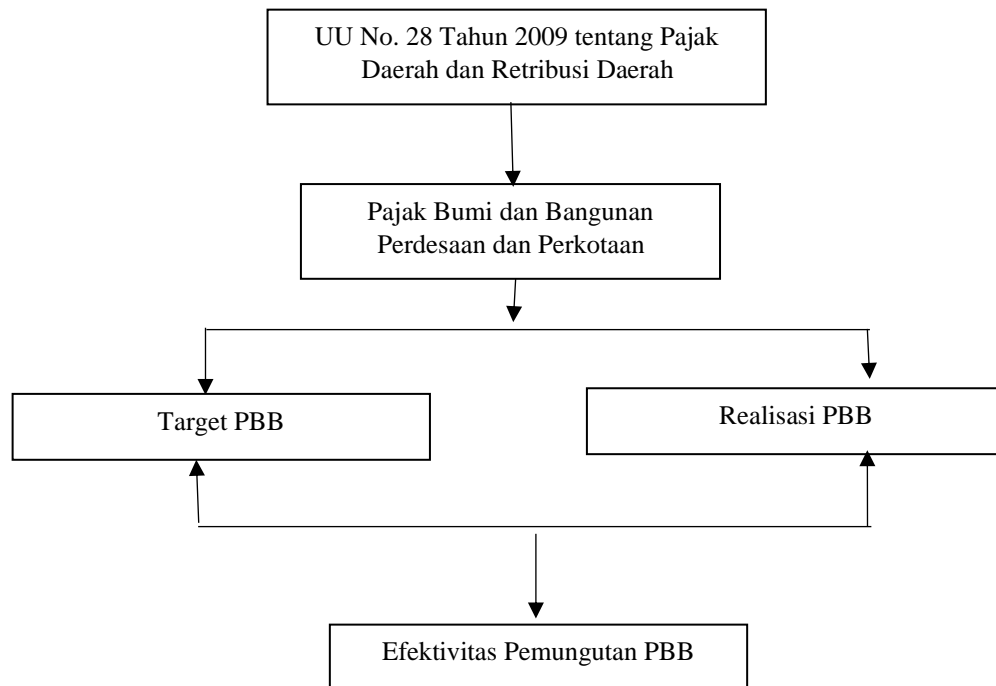 UU No. 28 Tahun 2009 tentang Pajak
Daerah dan Retribusi Daerah
Pajak Bumi dan Bangunan
Perdesaan dan Perkotaan
Target PBB
Realisasi PBB
Efektivitas Pemungutan PBB